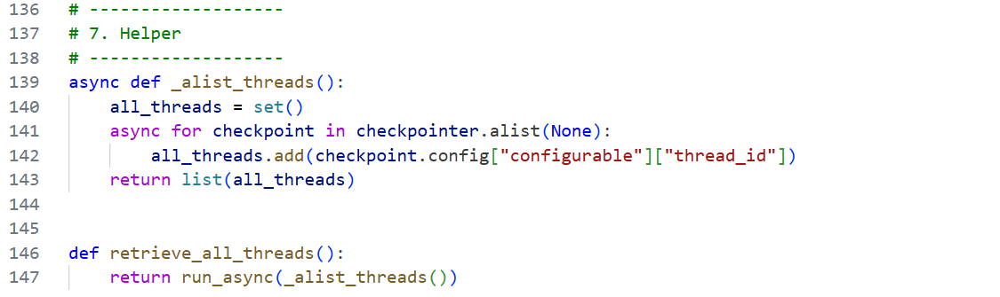 136 # -------------------
137 # 7. Helper
138 # -------------------
139 async def _alist_threads():
140     all_threads = set()
141     async for checkpoint in checkpointer.alist(None):
142         all_threads.add(checkpoint.config["configurable"]["thread_id"])
143     return list(all_threads)
144
145
146 def retrieve_all_threads():
147     return run_async(_alist_threads())